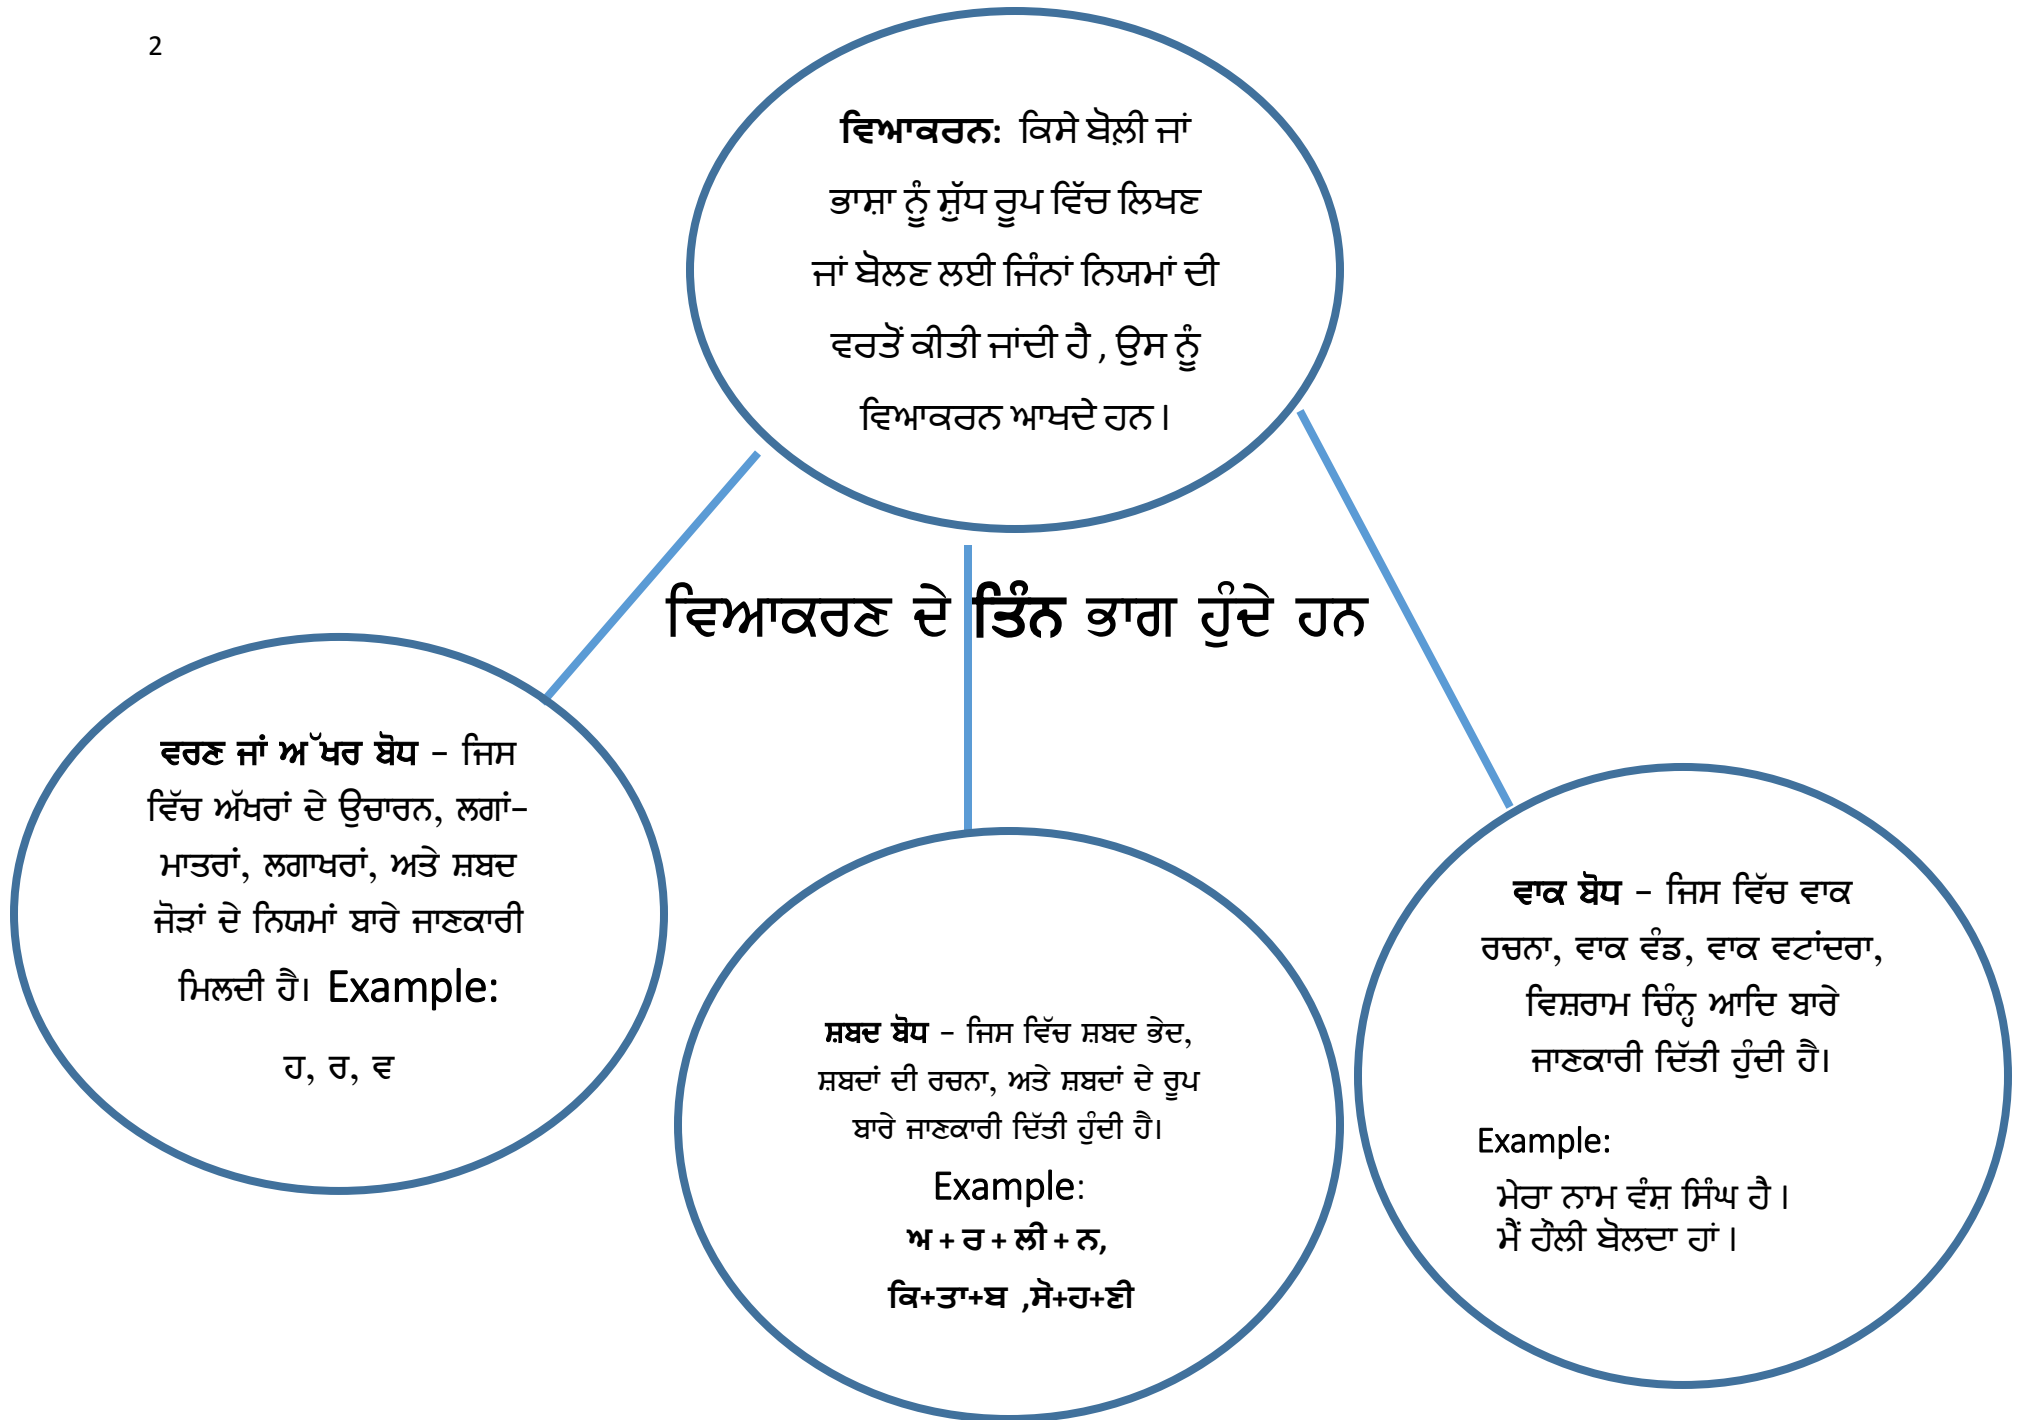 2
ਵਿਆਕਰਨ: ਕਿਸੇ ਬੋਲ਼ੀ ਜਾਂ
ਭਾਸ਼ਾ ਨੂੰ ਸ਼ੁੱਧ ਰੂਪ ਵਿੱਚ ਲਿਖਣ
ਜਾਂ ਬੋਲਣ ਲਈ ਜਿੰਨਾਂ ਨਿਯਮਾਂ ਦੀ
ਵਰਤੋਂ ਕੀਤੀ ਜਾਂਦੀ ਹੈ , ਉਸ ਨੂੰ
ਵਿਆਕਰਨ ਆਖਦੇ ਹਨ।
ਵਿਆਕਰਣ ਦੇ ਤਿੰਨ ਭਾਗ ਹੁੰਦੇ ਹਨ
ਵਰਣ ਜਾਂ ਅ ੱਖਰ ਬੋਧ – ਜਿਸ
ਵਿੱਚ ਅੱਖਰਾਂ ਦੇ ਉਚਾਰਨ, ਲਗਾਂ–
ਮਾਤਰਾਂ, ਲਗਾਖਰਾਂ, ਅਤੇ ਸ਼ਬਦ
ਜੋੜਾਂ ਦੇ ਨਿਯਮਾਂ ਬਾਰੇ ਜਾਣਕਾਰੀ
ਮਿਲਦੀ ਹੈ। Example:
ਹ, ਰ, ਵ
ਸ਼ਬਦ ਬੋਧ – ਜਿਸ ਵਿੱਚ ਸ਼ਬਦ ਭੇਦ,
ਸ਼ਬਦਾਂ ਦੀ ਰਚਨਾ, ਅਤੇ ਸ਼ਬਦਾਂ ਦੇ ਰੂਪ
ਬਾਰੇ ਜਾਣਕਾਰੀ ਦਿੱਤੀ ਹੁੰਦੀ ਹੈ।
Example:
ਅ + ਰ + ਲੀ + ਨ,
ਕਿ+ਤਾ+ਬ ,ਸੋ+ਹ+ਣੀ
ਵਾਕ ਬੋਧ – ਜਿਸ ਵਿੱਚ ਵਾਕ
ਰਚਨਾ, ਵਾਕ ਵੰਡ, ਵਾਕ ਵਟਾਂਦਰਾ,
ਵਿਸ਼ਰਾਮ ਚਿੰਨ੍ਹ ਆਦਿ ਬਾਰੇ
ਜਾਣਕਾਰੀ ਦਿੱਤੀ ਹੁੰਦੀ ਹੈ।
Example:
ਮੇਰਾ ਨਾਮ ਵੰਸ਼ ਸਿੰਘ ਹੈ।
ਮੈਂ ਹੌਲੀ ਬੋਲਦਾ ਹਾਂ।